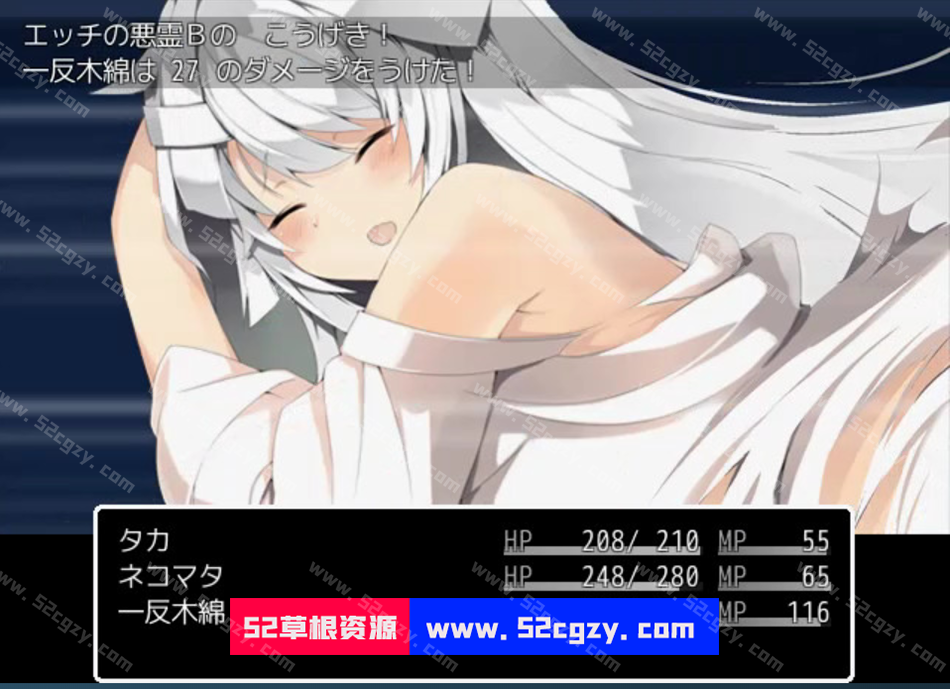 エッチの悪霊Bの こうげき！
一反木綿は 27 のダメージをうけた！
タカ HP 208/ 210 MP 55
ネコマタ HP 248/ 280 MP 65
一反木綿 MP 116
52草根资源 www.52cgzy.com